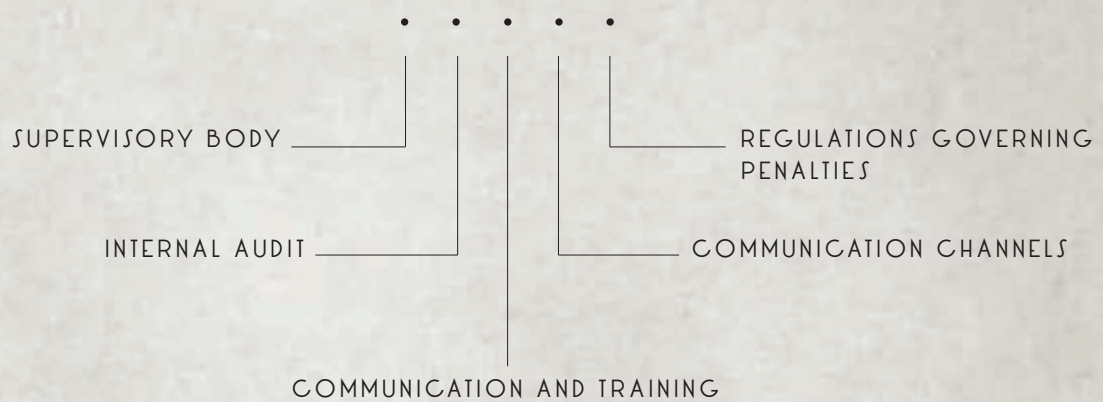 SUPERVISORY BODY
REGULATIONS GOVERNING
PENALTIES
INTERNAL AUDIT
COMMUNICATION CHANNELS
COMMUNICATION AND TRAINING